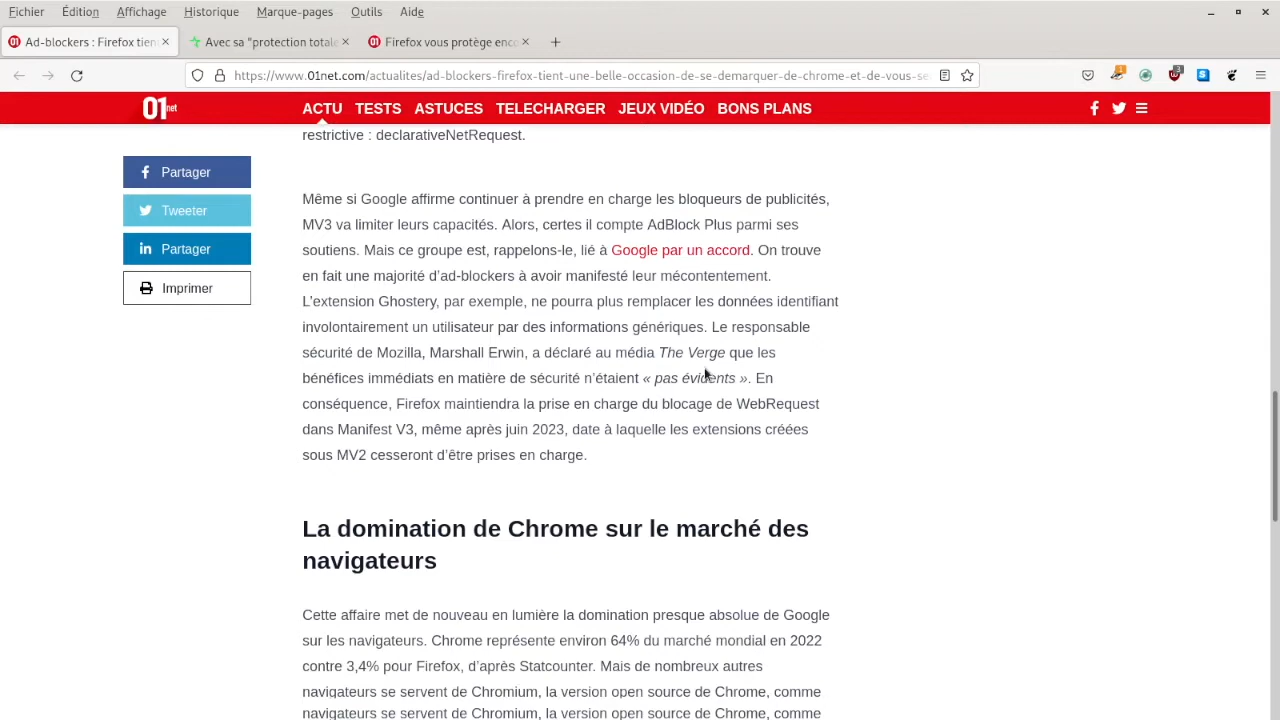 Fichier Édition Affichage Historique Marque-pages Outils Aide
Ad-blockers : Firefox tien
Avec sa "protection totale
Firefox vous protège enco
https://www.01net.com/actualites/ad-blockers-firefox-tient-une-belle-occasion-de-se-demarquer-de-chrome-et-de-vous-se
01net
ACTU TESTS ASTUCES TELECHARGER JEUX VIDÉO BONS PLANS
restrictive : declarativeNetRequest.
Partager
Tweeter
Partager
Imprimer
Même si Google affirme continuer à prendre en charge les bloqueurs de publicités,
MV3 va limiter leurs capacités. Alors, certes il compte AdBlock Plus parmi ses
soutiens. Mais ce groupe est, rappelons-le, lié à Google par un accord. On trouve
en fait une majorité d’ad-blockers à avoir manifesté leur mécontentement.
L’extension Ghostery, par exemple, ne pourra plus remplacer les données identifiant
involontairement un utilisateur par des informations génériques. Le responsable
sécurité de Mozilla, Marshall Erwin, a déclaré au média The Verge que les
bénéfices immédiats en matière de sécurité n’étaient « pas évidents ». En
conséquence, Firefox maintiendra la prise en charge du blocage de WebRequest
dans Manifest V3, même après juin 2023, date à laquelle les extensions créées
sous MV2 cesseront d’être prises en charge.
La domination de Chrome sur le marché des
navigateurs
Cette affaire met de nouveau en lumière la domination presque absolue de Google
sur les navigateurs. Chrome représente environ 64% du marché mondial en 2022
contre 3,4% pour Firefox, d’après Statcounter. Mais de nombreux autres
navigateurs se servent de Chromium, la version open source de Chrome, comme
navigateurs se servent de Chromium, la version open source de Chrome, comme